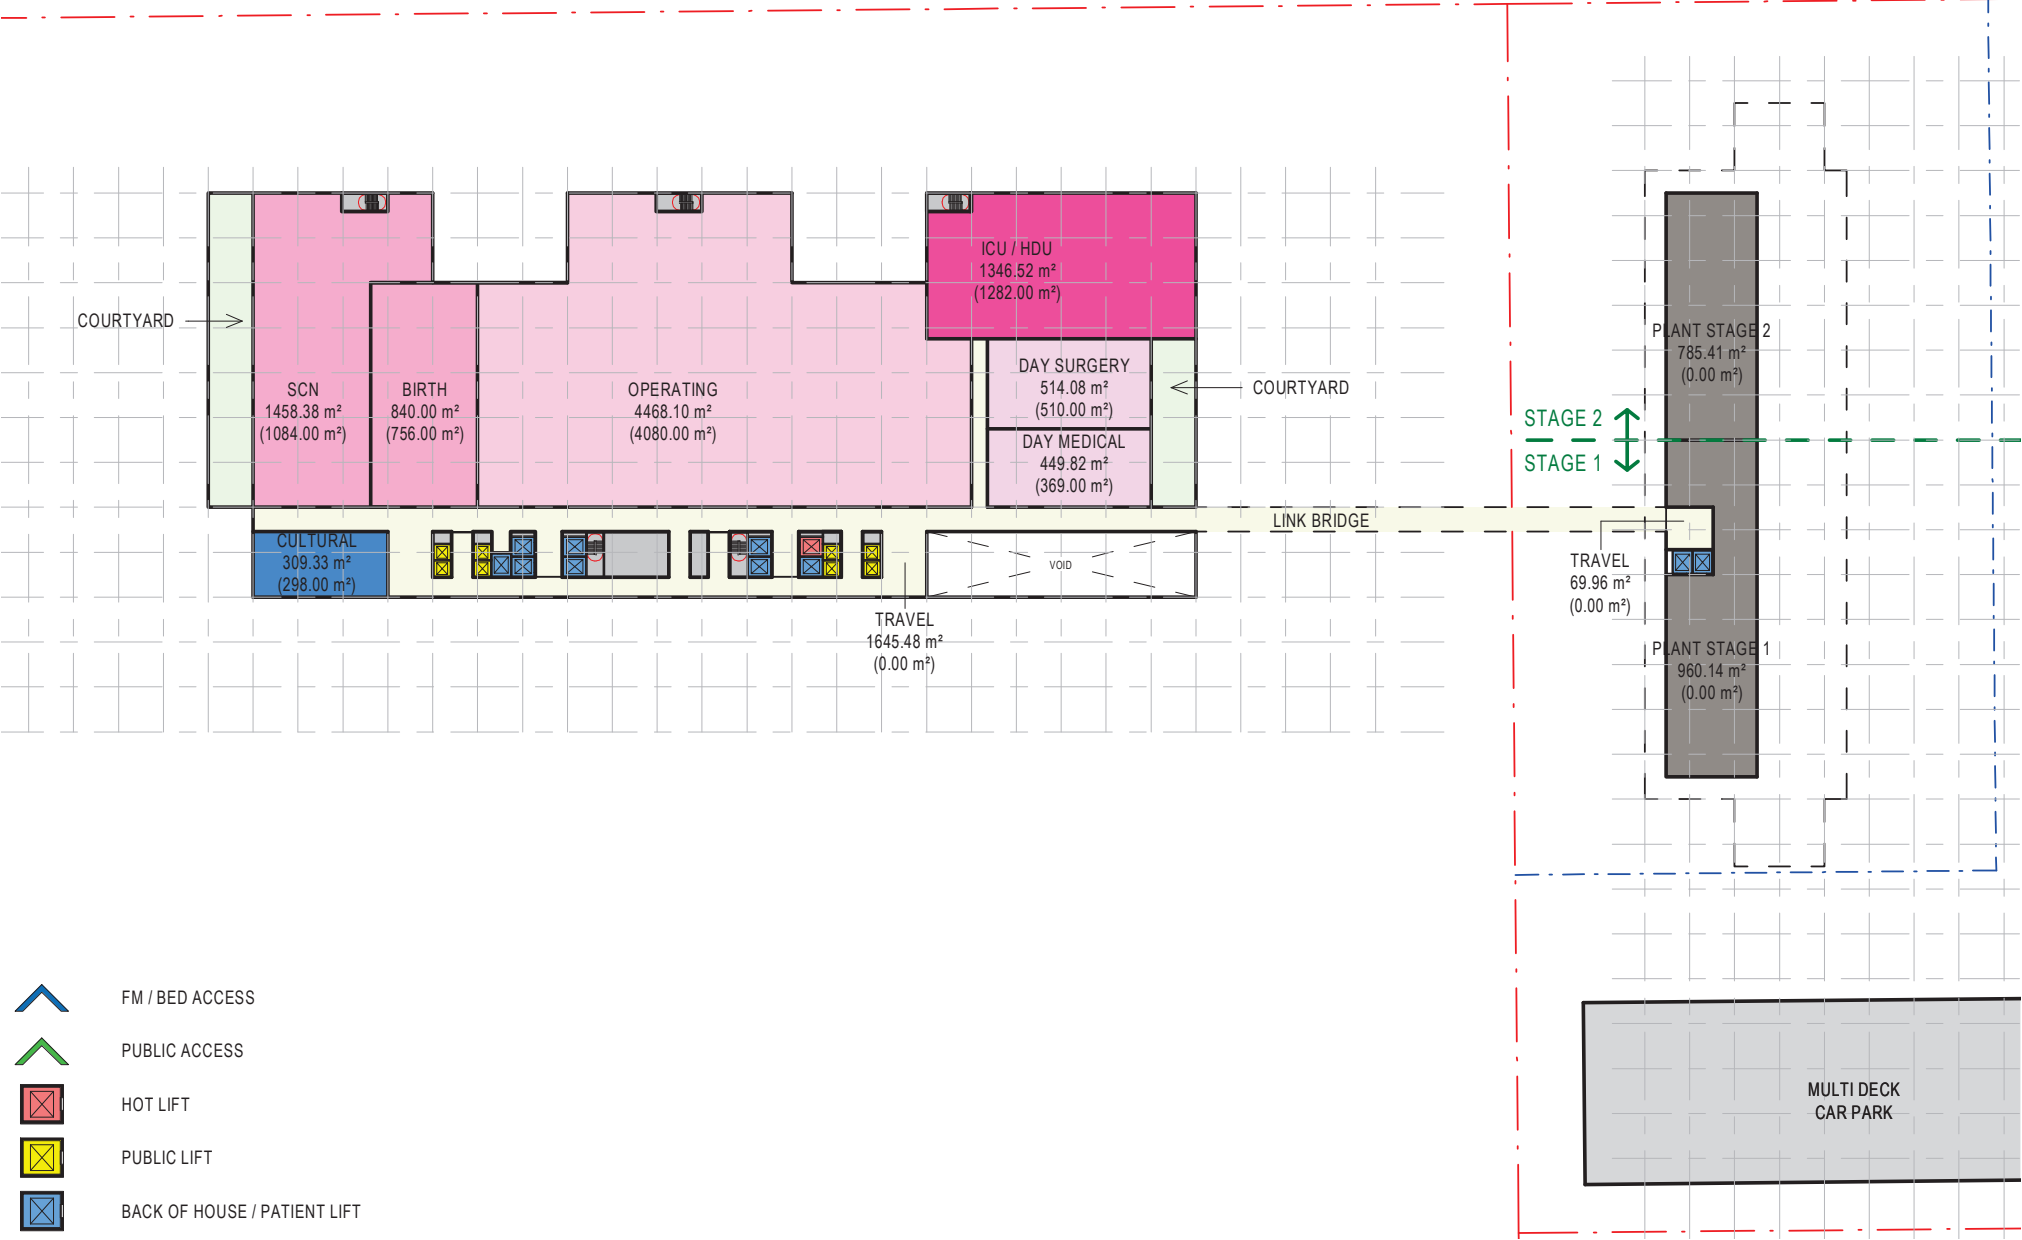 ICU / HDU
1346.52 m²
(1282.00 m²)
COURTYARD
SCN
1458.38 m²
(1084.00 m²)
BIRTH
840.00 m²
(756.00 m²)
OPERATING
4468.10 m²
(4080.00 m²)
DAY SURGERY
514.08 m²
(510.00 m²)
COURTYARD
DAY MEDICAL
449.82 m²
(369.00 m²)
PLANT STAGE 2
785.41 m²
(0.00 m²)
STAGE 2
STAGE 1
LINK BRIDGE
CULTURAL
309.33 m²
(298.00 m²)
VOID
TRAVEL
69.96 m²
(0.00 m²)
TRAVEL
1645.48 m²
(0.00 m²)
PLANT STAGE 1
960.14 m²
(0.00 m²)
FM / BED ACCESS
PUBLIC ACCESS
HOT LIFT
PUBLIC LIFT
BACK OF HOUSE / PATIENT LIFT
MULTI DECK
CAR PARK